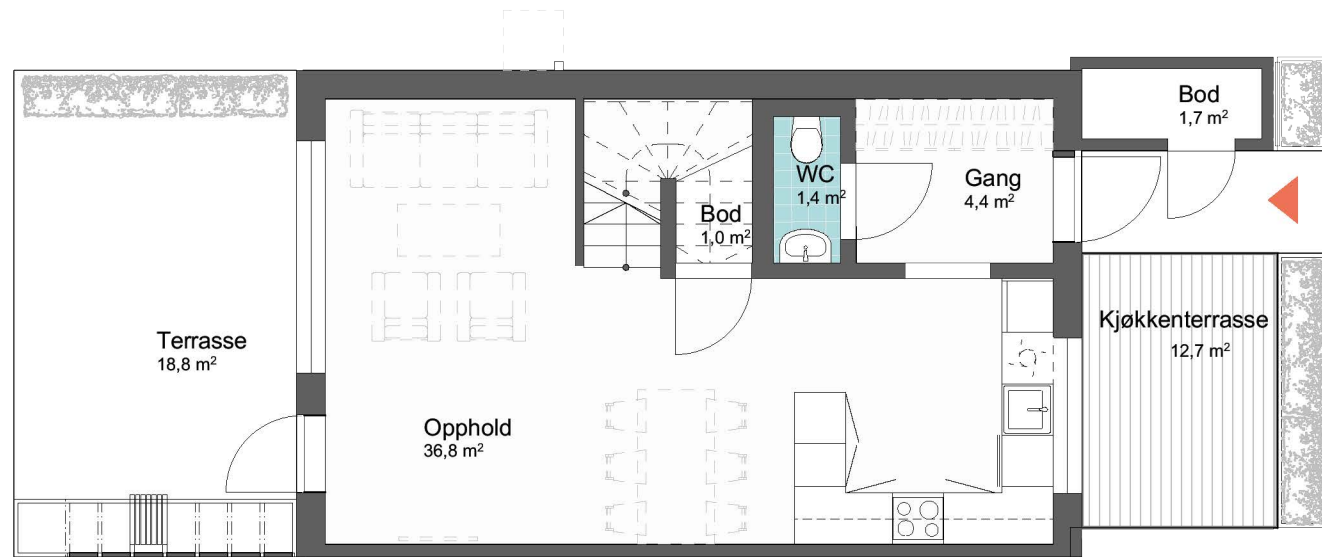 Bod
1,7 m²
WC
1,4 m²
Gang
4,4 m²
Bod
1,0 m²
Terrasse
18,8 m²
Kjøkkenterrasse
12,7 m²
Opphold
36,8 m²